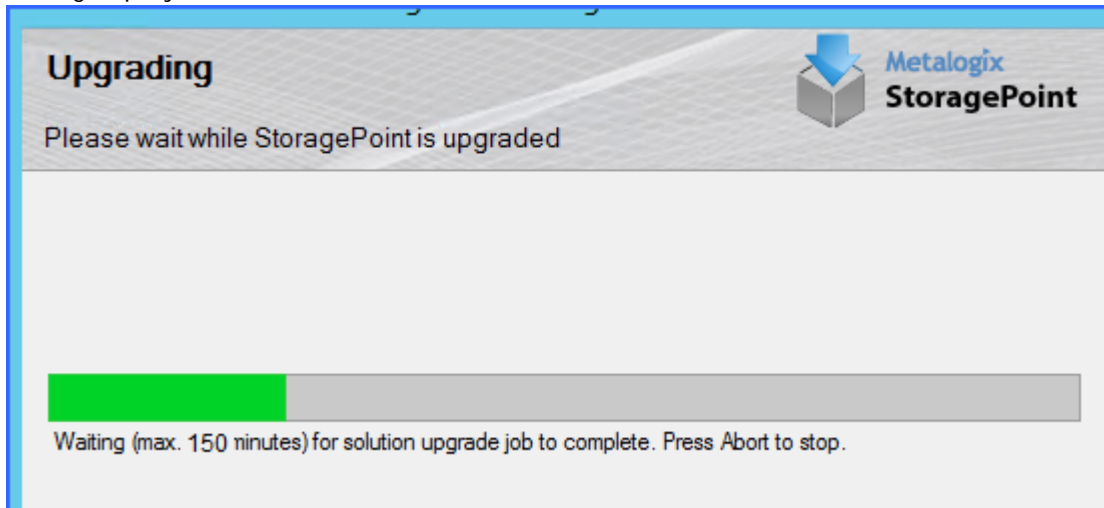 Upgrading
Metalogix
StoragePoint
Please wait while StoragePoint is upgraded
Waiting (max. 150 ninutes) for solution upgrade job to complete. Press Abort to stop.